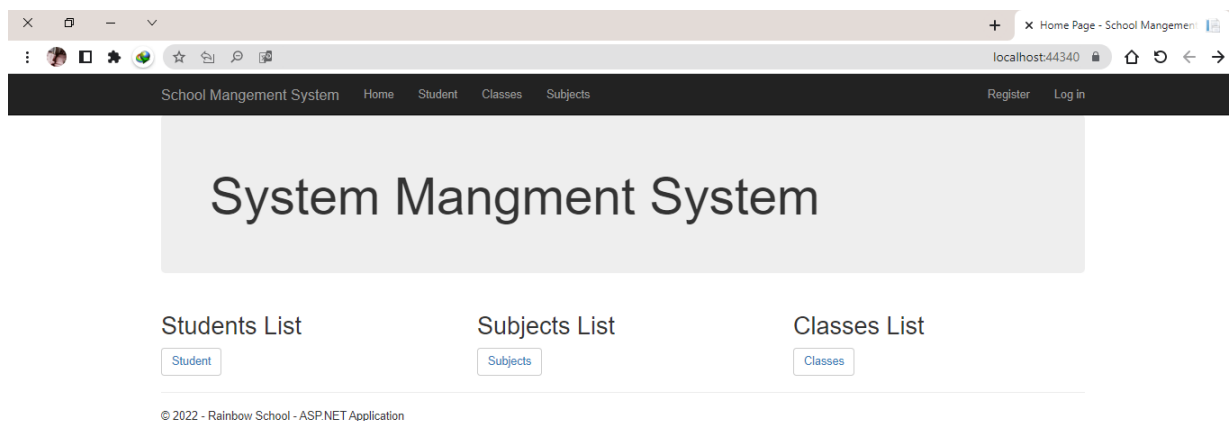 Home Page - School Mangement
localhost:44340
School Mangement System Home Student Classes Subjects Register Log in
System Mangment System
Students List Subjects List Classes List
Student Subjects Classes
© 2022 - Rainbow School - ASP.NET Application